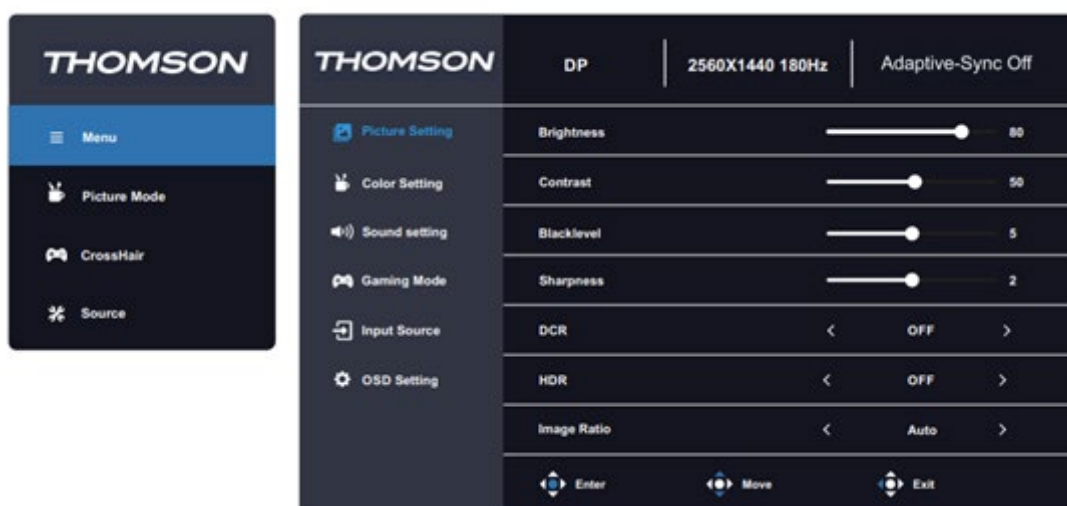 THOMSON
Menu
Picture Mode
CrossHair
Source
THOMSON DP 2560X1440 180Hz Adaptive-Sync Off
Picture Setting
Color Setting
Sound setting
Gaming Mode
Input Source
OSD Setting
Brightness 80
Contrast 50
Blacklevel 5
Sharpness 2
DCR < OFF >
HDR < OFF >
Image Ratio < Auto >
Enter Move Exit